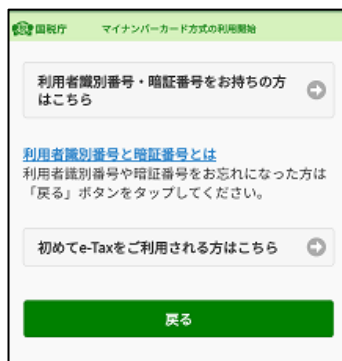 国税庁 マイナンバーカード方式の利用開始
利用者識別番号・暗証番号をお持ちの方
はこちら
利用者識別番号と暗証番号とは
利用者識別番号や暗証番号をお忘れになった方は
「戻る」ボタンをタップしてください。
初めてe-Taxをご利用される方はこちら
戻る